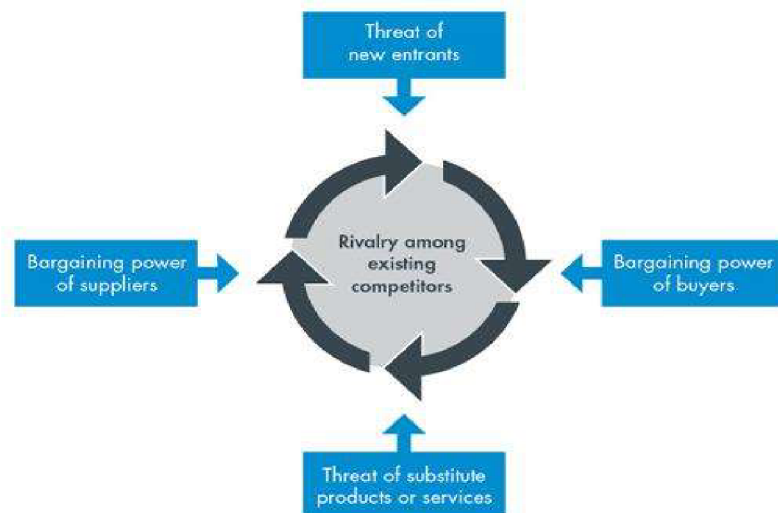 Threat of
new entrants
Bargaining power
of suppliers
Rivalry among
existing
competitors
Bargaining power
of buyers
Threat of substitute
products or services